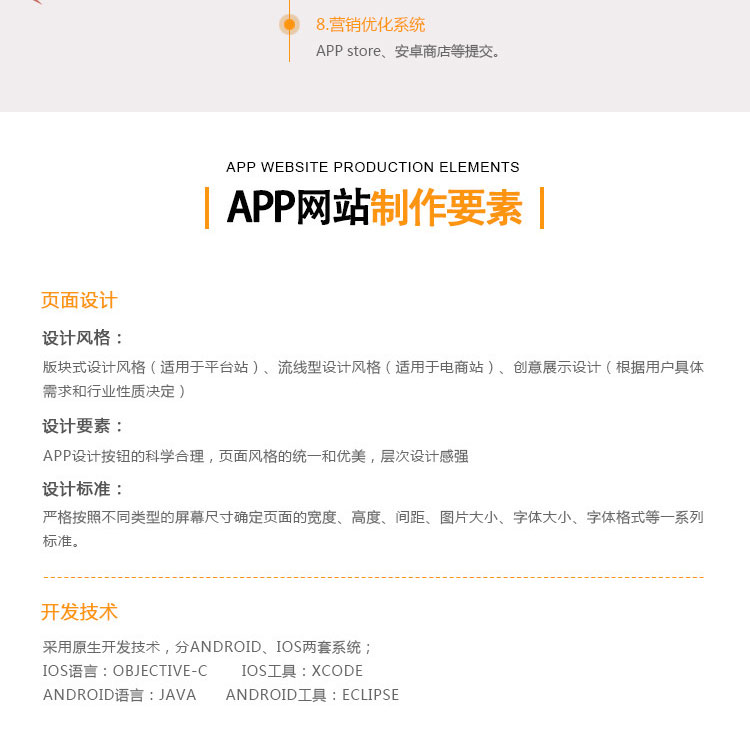 8.营销优化系统
APP store、安卓商店等提交。
APP WEBSITE PRODUCTION ELEMENTS
APP网站制作要素
页面设计
设计风格：
版块式设计风格（适用于平台站）、流线型设计风格（适用于电商站）、创意展示设计（根据用户具体
需求和行业性质决定）
设计要素：
APP设计按钮的科学合理，页面风格的统一和优美，层次设计感强
设计标准：
严格按照不同类型的屏幕尺寸确定页面的宽度、高度、间距、图片大小、字体大小、字体格式等一系列
标准。
开发技术
采用原生开发技术，分ANDROID、IOS两套系统；
IOS语言：OBJECTIVE-C IOS工具：XCODE
ANDROID语言：JAVA ANDROID工具：ECLIPSE